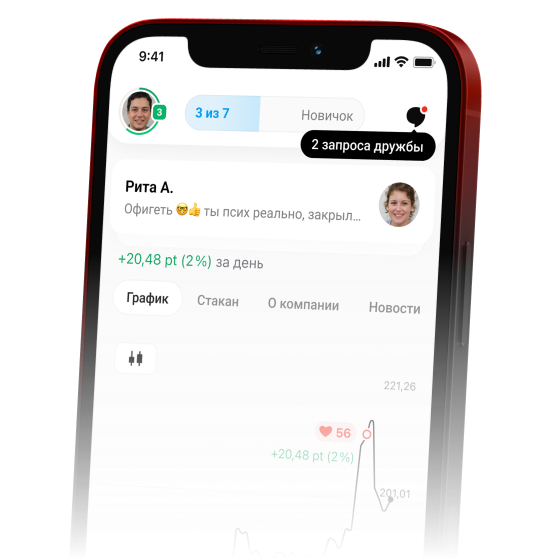 9:41
3
3 из 7
Новичок
2 запроса дружбы
Рита А.
Офигеть 🤓👍 ты псих реально, закрыл...
+20,48 pt (2%) за день
График
Стакан
О компании
Новости
221,26
56
+20,48 pt (2%)
201,01